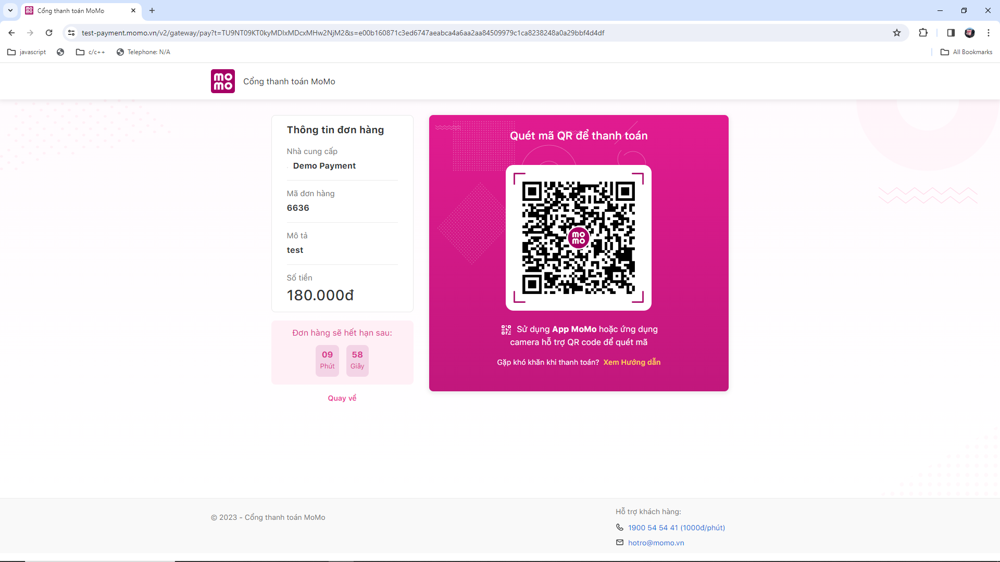 Cổng thanh toán MoMo
test-payment.momo.vn/v2/gateway/pay?t=TU9NT09KT0kyMDIxMDcxMHw2NjM2&s=e00b160871c3ed6747aeabca4a6aa2aa84509979c1ca8238248a0a29bbf4d4df
javascript
c/c++
Telephone: N/A
All Bookmarks
mo
mo
Cổng thanh toán MoMo
Thông tin đơn hàng
Nhà cung cấp
Demo Payment
Mã đơn hàng
6636
Mô tả
test
Số tiền
180.000đ
Đơn hàng sẽ hết hạn sau:
09 58
Phút Giây
Quay về
Quét mã QR để thanh toán
mo
mo
Sử dụng App MoMo hoặc ứng dụng
camera hỗ trợ QR code để quét mã
Gặp khó khăn khi thanh toán? Xem Hướng dẫn
© 2023 - Cổng thanh toán MoMo
Hỗ trợ khách hàng:
1900 54 54 41 (1000đ/phút)
hotro@momo.vn